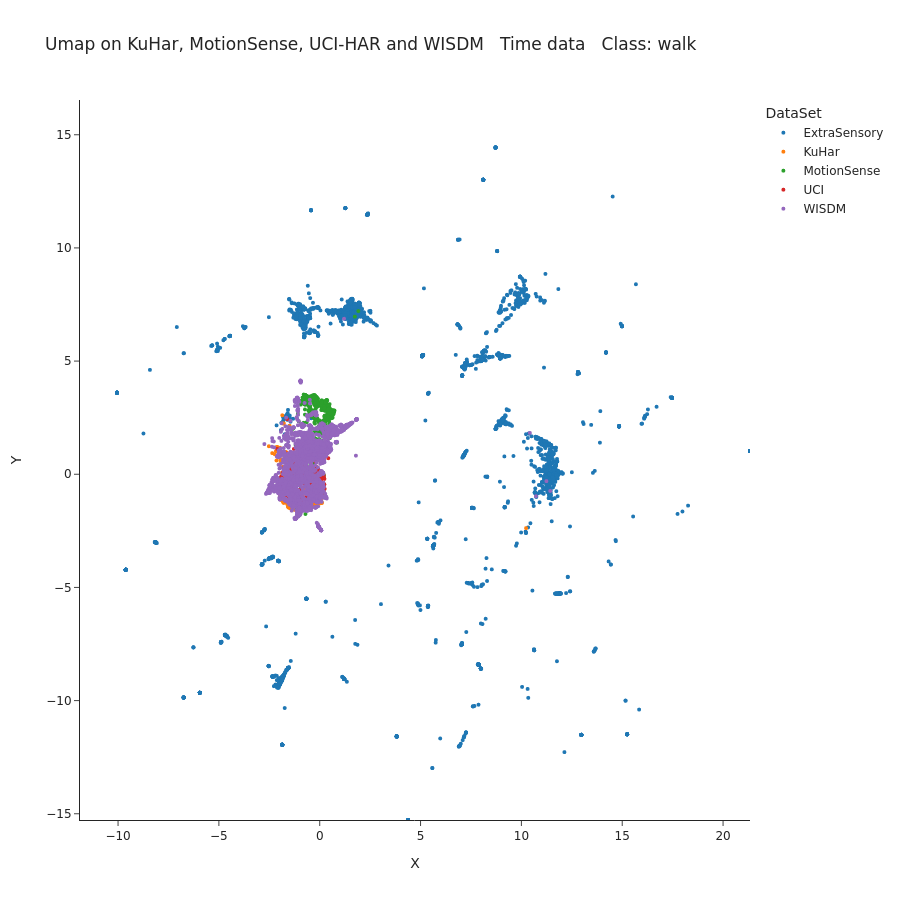 Umap on KuHar, MotionSense, UCI-HAR and WISDM   Time data   Class: walk
DataSet
ExtraSensory
KuHar
MotionSense
UCI
WISDM
Y
15
10
5
0
−5
−10
−15
−10
−5
0
5
10
15
20
X